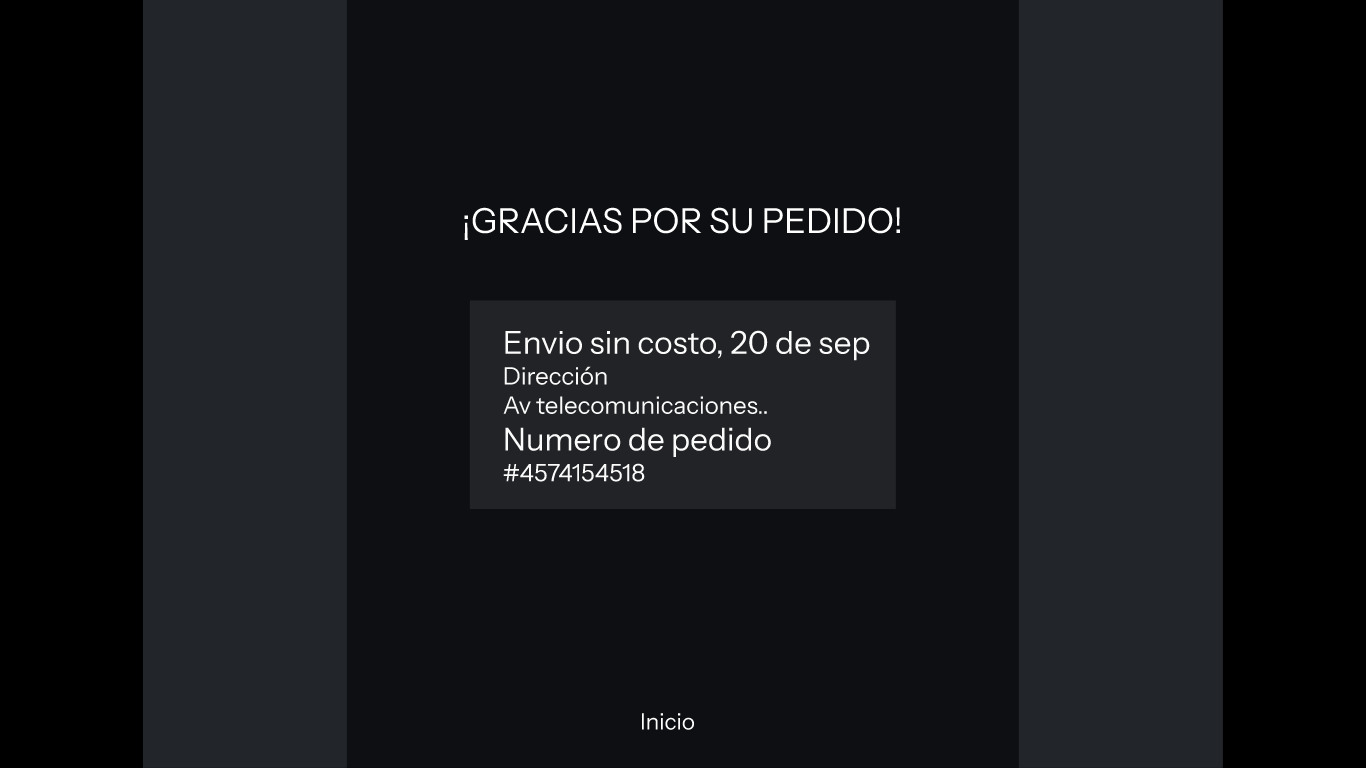 ¡GRACIAS POR SU PEDIDO!
Envio sin costo, 20 de sep
Dirección
Av telecomunicaciones..
Numero de pedido
#4574154518
Inicio